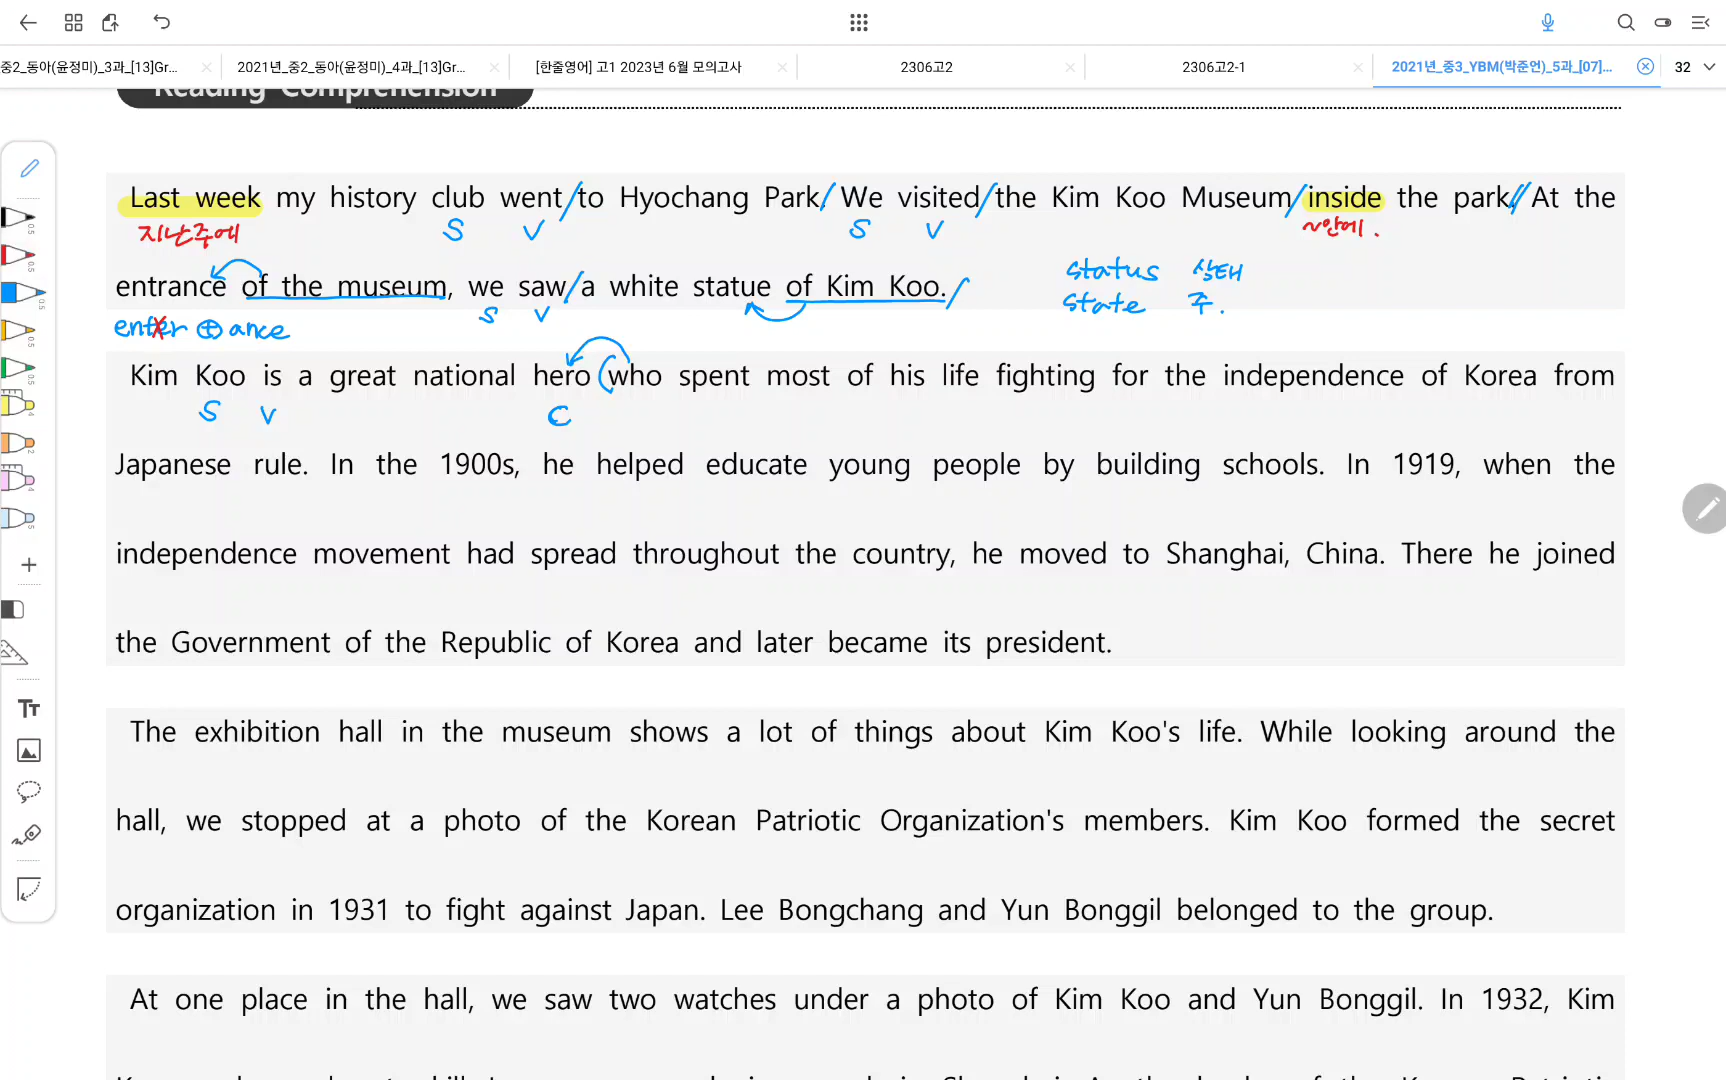 중2_동아(윤정미)_3과_[13]Gr...
2021년_중2_동아(윤정미)_4과_[13]Gr...
[한줄영어] 고1 2023년 6월 모의고사
2306고2
2306고2-1
2021년_중3_YBM(박준언)_5과_[07]...
32
Reading Comprehension
Last week my history club went / to Hyochang Park / We visited / the Kim Koo Museum / inside the park // At the
지난주에 S V S V ~안에.
status 상태
entrance of the museum, we saw / a white statue of Kim Koo. /
state 주.
S V
enter ⊕ ance
Kim Koo is a great national hero (who spent most of his life fighting for the independence of Korea from
S V C
Japanese rule. In the 1900s, he helped educate young people by building schools. In 1919, when the
independence movement had spread throughout the country, he moved to Shanghai, China. There he joined
the Government of the Republic of Korea and later became its president.
The exhibition hall in the museum shows a lot of things about Kim Koo's life. While looking around the
hall, we stopped at a photo of the Korean Patriotic Organization's members. Kim Koo formed the secret
organization in 1931 to fight against Japan. Lee Bongchang and Yun Bonggil belonged to the group.
At one place in the hall, we saw two watches under a photo of Kim Koo and Yun Bonggil. In 1932, Kim